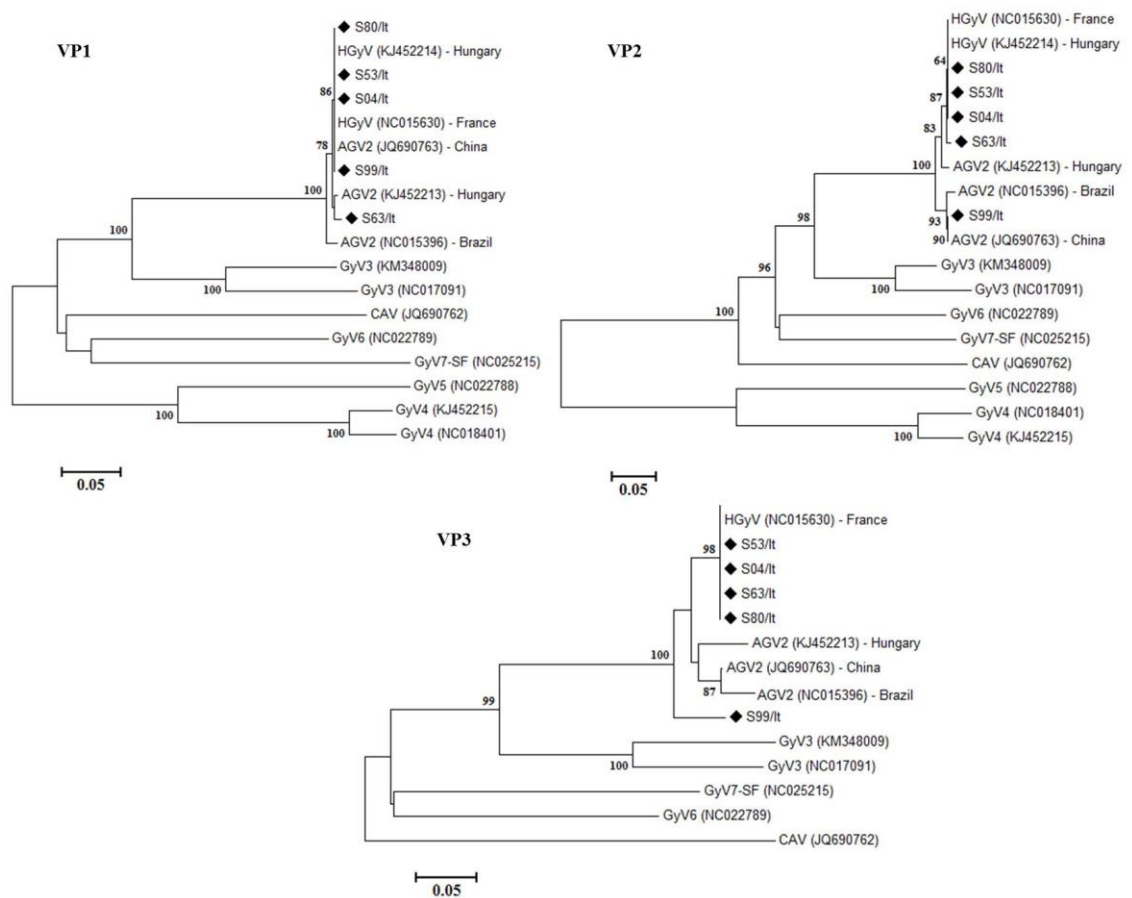 VP1
S80/It
HGyV (KJ452214) - Hungary
S53/It
86
S04/It
HGyV (NC015630) - France
78
AGV2 (JQ690763) - China
S99/It
100
AGV2 (KJ452213) - Hungary
S63/It
100
AGV2 (NC015396) - Brazil
GyV3 (KM348009)
100
GyV3 (NC017091)
CAV (JQ690762)
GyV6 (NC022789)
GyV7-SF (NC025215)
GyV5 (NC022788)
100
GyV4 (KJ452215)
100
GyV4 (NC018401)
0.05
VP2
HGyV (NC015630) - France
HGyV (KJ452214) - Hungary
64
S80/It
87
S53/It
S04/It
83
S63/It
100
AGV2 (KJ452213) - Hungary
AGV2 (NC015396) - Brazil
98
93
S99/It
90
AGV2 (JQ690763) - China
96
GyV3 (KM348009)
100
GyV3 (NC017091)
100
GyV6 (NC022789)
GyV7-SF (NC025215)
CAV (JQ690762)
GyV5 (NC022788)
GyV4 (NC018401)
100
GyV4 (KJ452215)
0.05
VP3
HGyV (NC015630) - France
98
S53/It
S04/It
S63/It
S80/It
100
AGV2 (KJ452213) - Hungary
AGV2 (JQ690763) - China
87
AGV2 (NC015396) - Brazil
99
S99/It
GyV3 (KM348009)
100
GyV3 (NC017091)
GyV7-SF (NC025215)
GyV6 (NC022789)
CAV (JQ690762)
0.05